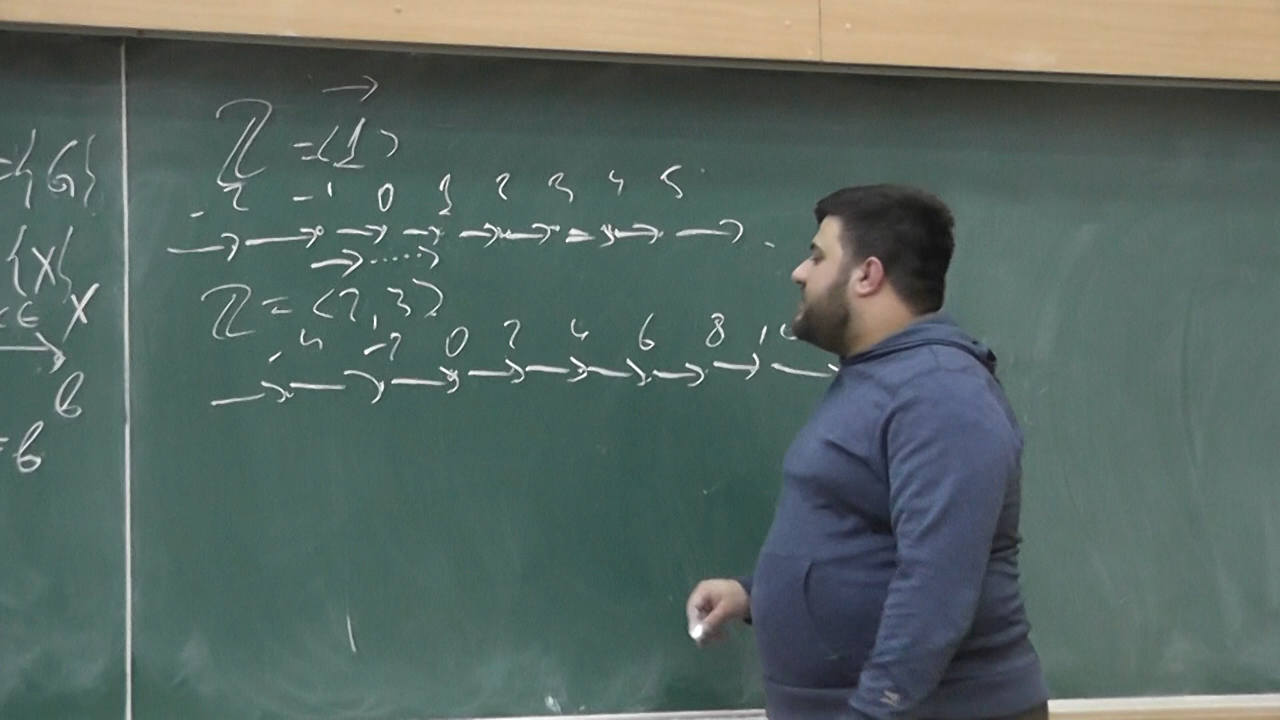 ={G}
{X}
∈ X
→
b
=b
→
ℤ = ⟨1⟩
-2 -1 0 1 2 3 4 5
→ → → → → → → → →
→ ..... →
ℤ = ⟨2, 3⟩
-4 -2 0 2 4 6 8
→ → → → → → → → →